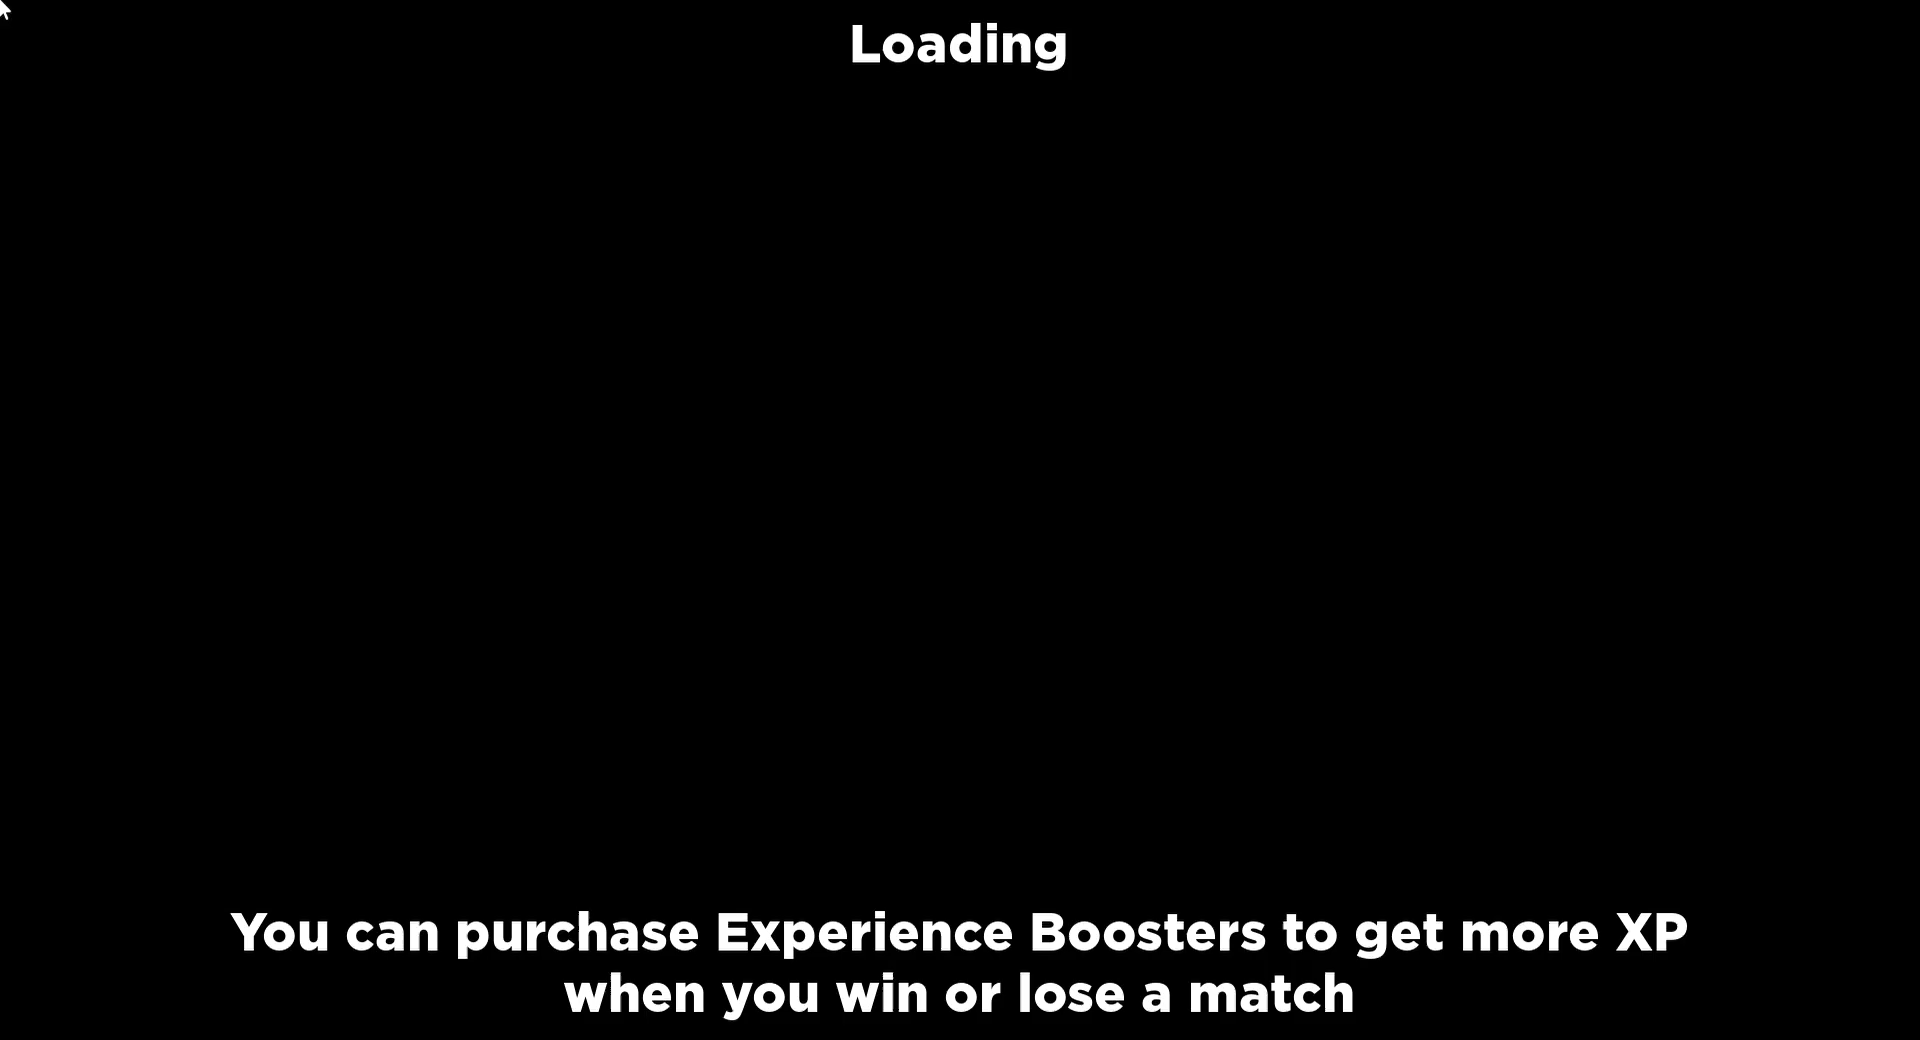 Loading
You can purchase Experience Boosters to get more XP
when you win or lose a match